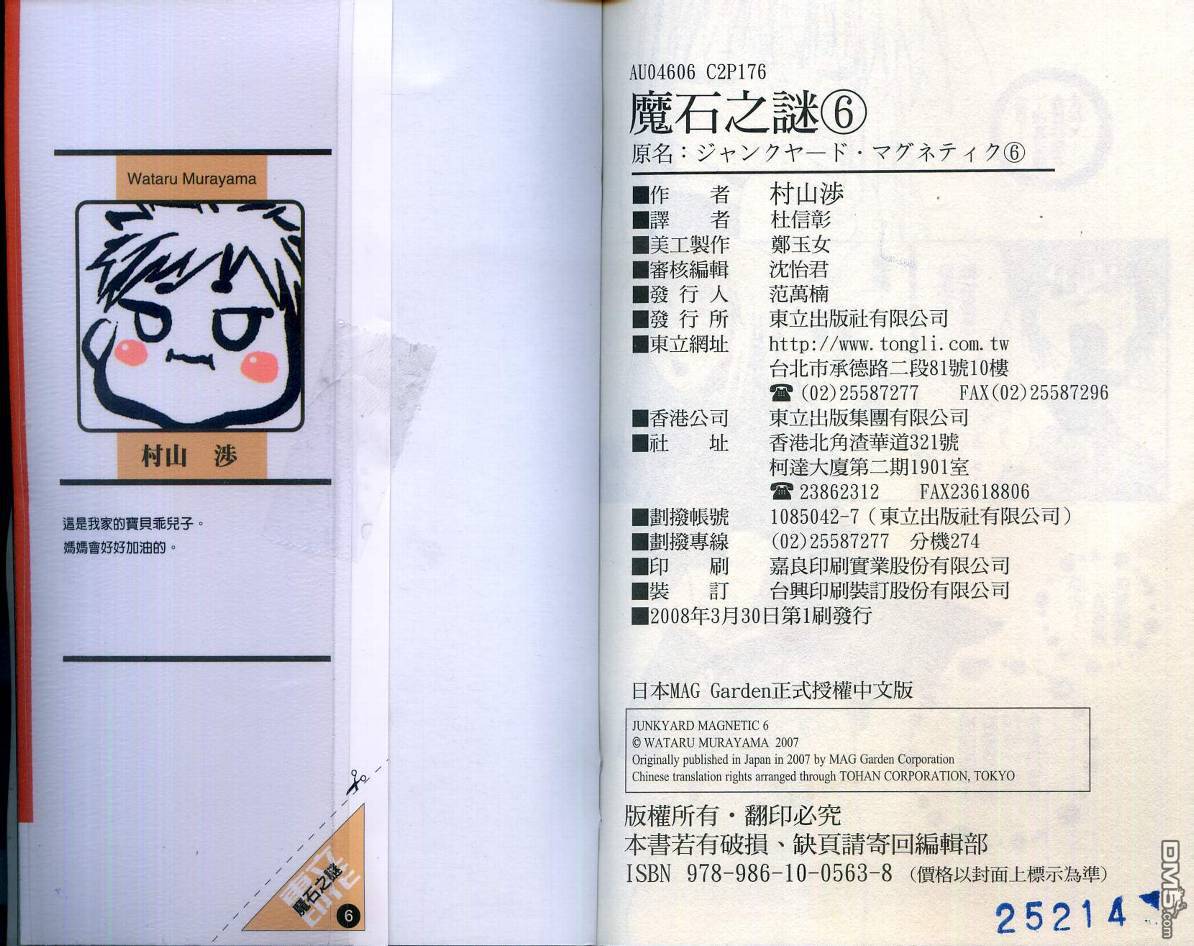 Wataru Murayama
村山 渉
這是我家的寶貝乖兒子。
媽媽會好好加油的。
東立
魔石之謎
6
AU04606 C2P176
魔石之謎⑥
原名：ジャンクヤード・マグネティク⑥
■作 者 村山渉
■譯 者 杜信彰
■美工製作 鄭玉女
■審核編輯 沈怡君
■發 行 人 范萬楠
■發 行 所 東立出版社有限公司
■東立網址 http://www.tongli.com.tw
台北市承德路二段81號10樓
☎(02)25587277 FAX(02)25587296
■香港公司 東立出版集團有限公司
■社 址 香港北角渣華道321號
柯達大廈第二期1901室
☎23862312 FAX23618806
■劃撥帳號 1085042-7（東立出版社有限公司）
■劃撥專線 (02)25587277 分機274
■印 刷 嘉良印刷實業股份有限公司
■裝 訂 台興印刷裝訂股份有限公司
■2008年3月30日第1刷發行
日本MAG Garden正式授權中文版
JUNKYARD MAGNETIC 6
© WATARU MURAYAMA 2007
Originally published in Japan in 2007 by MAG Garden Corporation
Chinese translation rights arranged through TOHAN CORPORATION, TOKYO
版權所有・翻印必究
本書若有破損、缺頁請寄回編輯部
ISBN 978-986-10-0563-8（價格以封面上標示為準）
25214
DM5.com